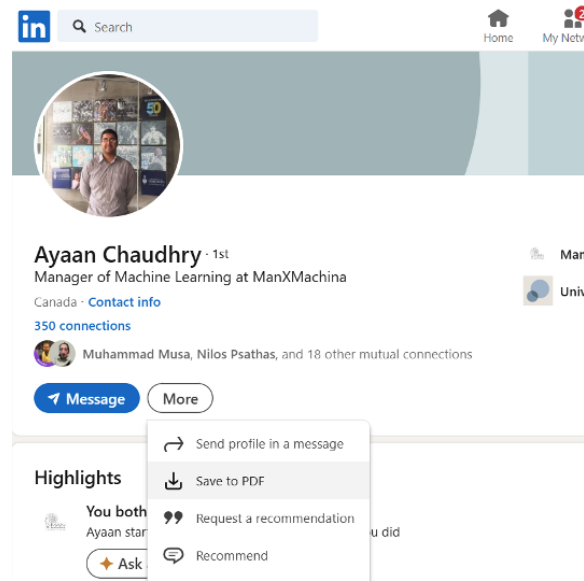 in
Search
Home
2
My Netw
50
Ayaan Chaudhry · 1st
Manager of Machine Learning at ManXMachina
Canada · Contact info
350 connections
Muhammad Musa, Nilos Psathas, and 18 other mutual connections
Man
Univ
Message
More
Send profile in a message
Save to PDF
Request a recommendation
Recommend
Highlights
You both
Ayaan star
u did
Ask